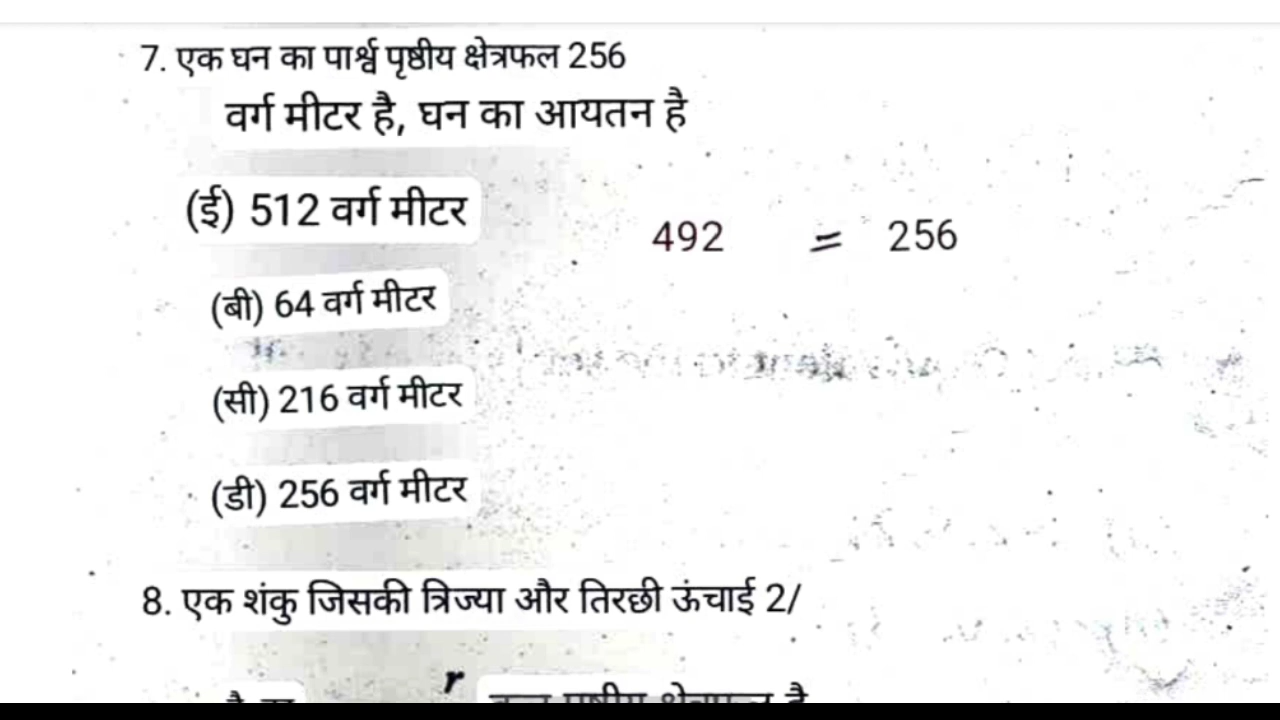 7. एक घन का पार्श्व पृष्ठीय क्षेत्रफल 256
वर्ग मीटर है, घन का आयतन है
(ई) 512 वर्ग मीटर
492 = 256
(बी) 64 वर्ग मीटर
(सी) 216 वर्ग मीटर
(डी) 256 वर्ग मीटर
8. एक शंकु जिसकी त्रिज्या और तिरछी ऊंचाई 2/
r